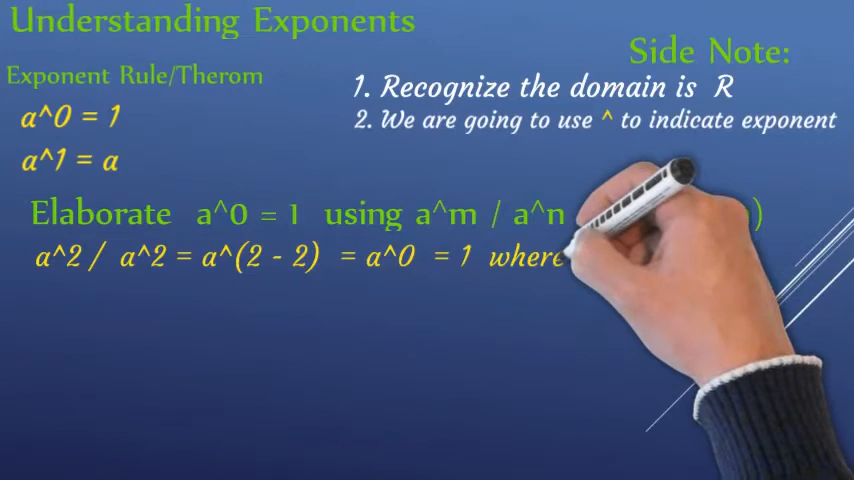 Understanding Exponents
Side Note:
Exponent Rule/Therom
1. Recognize the domain is R
a^0 = 1
2. We are going to use ^ to indicate exponent
a^1 = a
Elaborate a^0 = 1 using a^m / a^n )
a^2 / a^2 = a^(2 - 2) = a^0 = 1 where